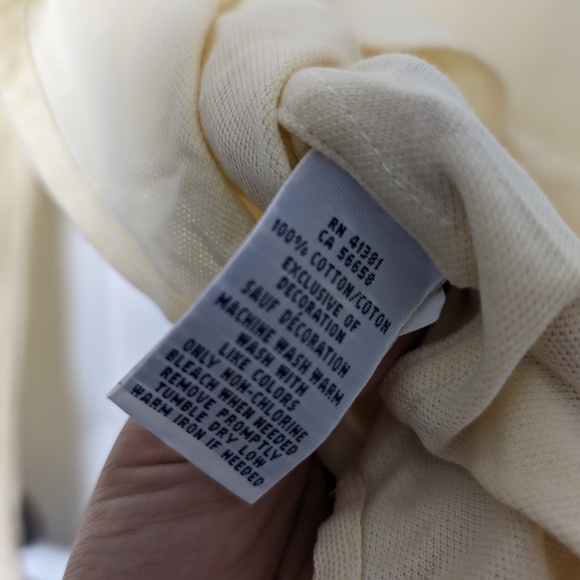 RN 41381
CA 56658
100% COTTON/COTON
EXCLUSIVE OF
DECORATION
SAUF DÉCORATION
MACHINE WASH WARM
WASH WITH
LIKE COLORS
ONLY NON-CHLORINE
BLEACH WHEN NEEDED
REMOVE PROMPTLY
TUMBLE DRY LOW
WARM IRON IF NEEDED